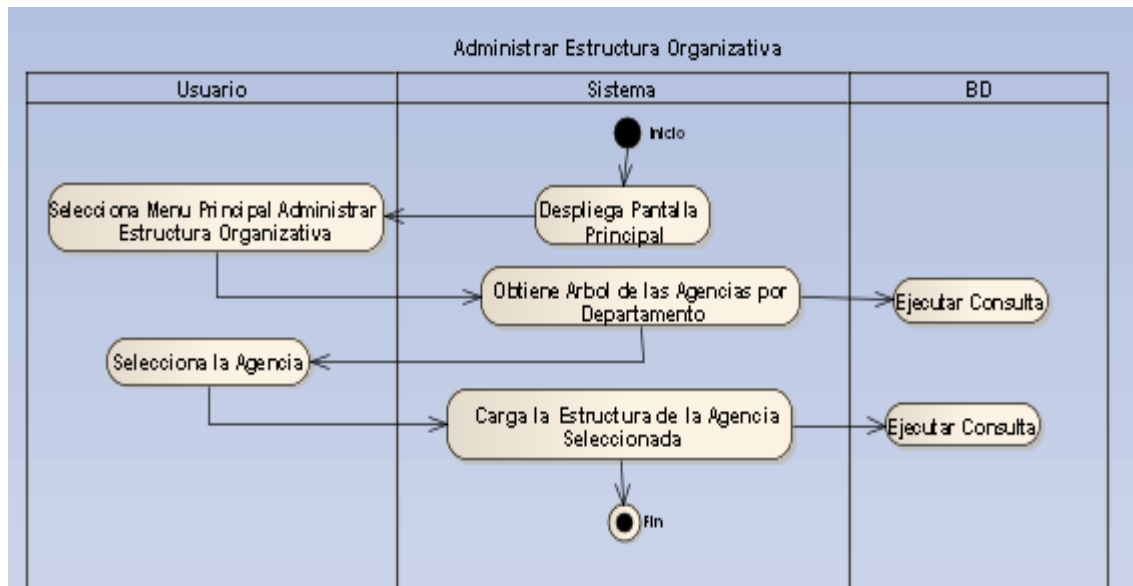 Administrar Estructura Organizativa
Usuario
Sistema
BD
Inicio
Despliega Pantalla
Principal
Selecciona Menu Principal Administrar
Estructura Organizativa
Obtiene Arbol de las Agencias por
Departamento
Ejecutar Consulta
Selecciona la Agencia
Carga la Estructura de la Agencia
Seleccionada
Ejecutar Consulta
Fin